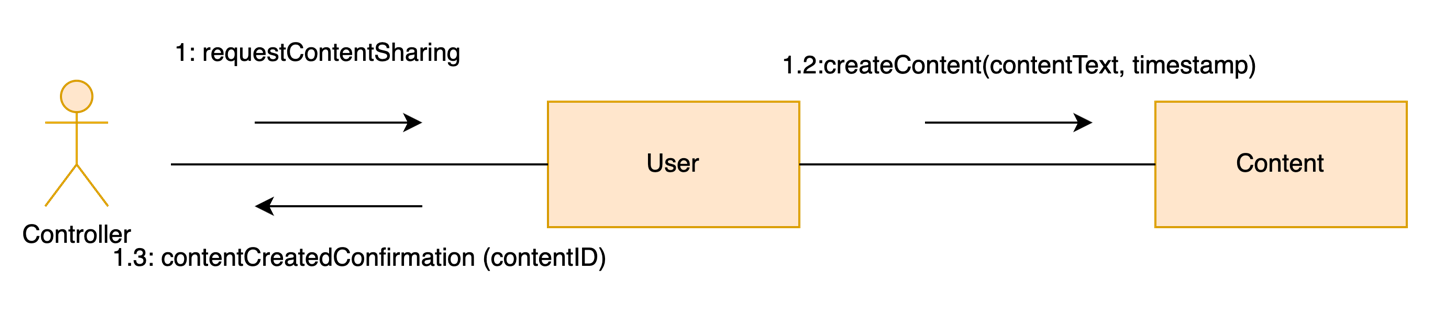 1: requestContentSharing
1.2:createContent(contentText, timestamp)
User
Content
Controller
1.3: contentCreatedConfirmation (contentID)